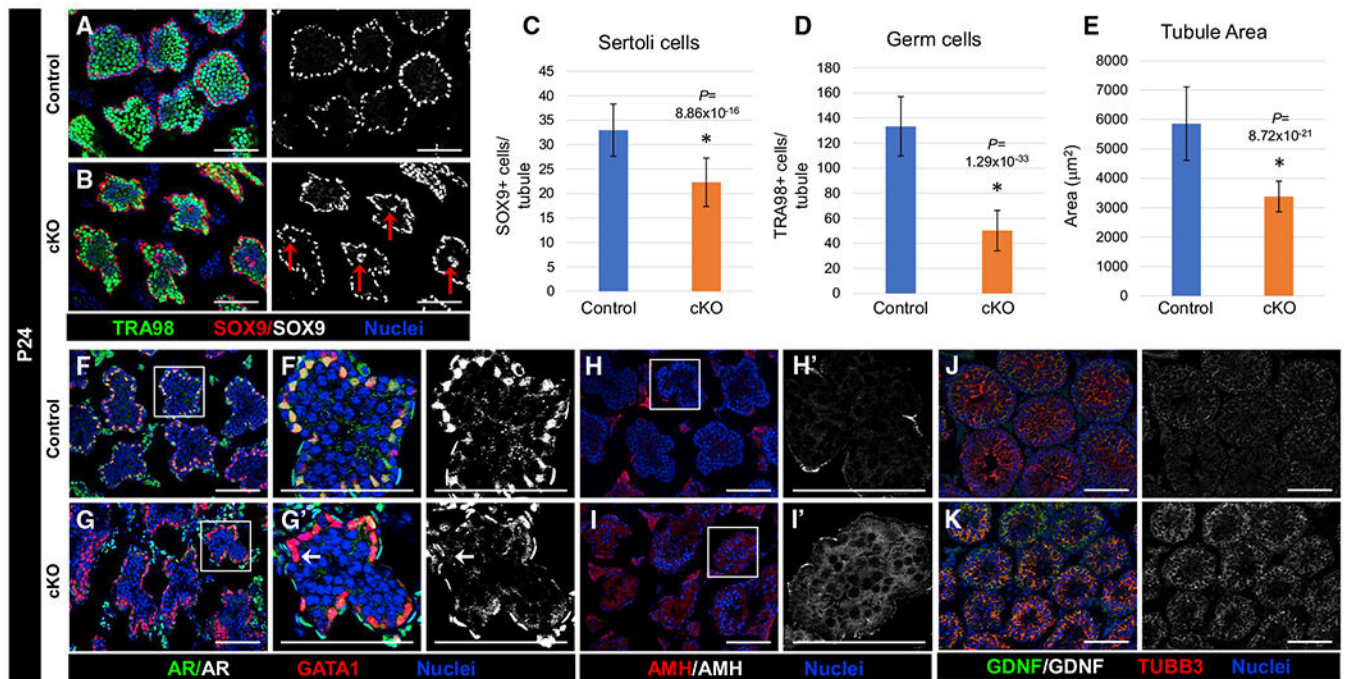 P24
Control
cKO
A
B
TRA98 SOX9/SOX9 Nuclei
C
Sertoli cells
SOX9+ cells/
tubule
45
40
35
30
25
20
15
10
5
0
P=
8.86x10-16
*
Control cKO
D
Germ cells
TRA98+ cells/
tubule
180
160
140
120
100
80
60
40
20
0
P=
1.29x10-33
*
Control cKO
E
Tubule Area
Area (µm²)
8000
7000
6000
5000
4000
3000
2000
1000
0
P=
8.72x10-21
*
Control cKO
Control
cKO
F F' H H' J
G G' I I' K
AR/AR GATA1 Nuclei
AMH/AMH Nuclei
GDNF/GDNF TUBB3 Nuclei